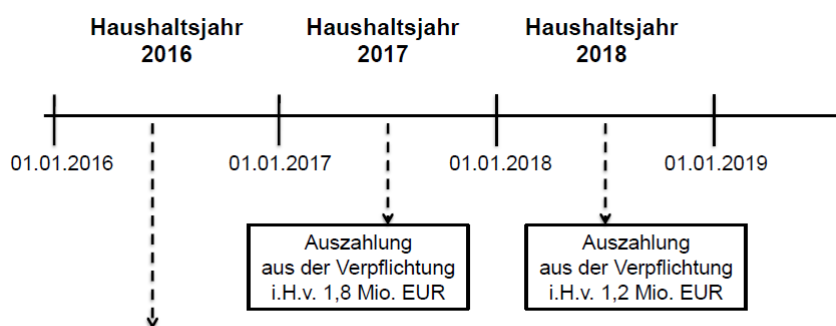 Haushaltsjahr
2016
Haushaltsjahr
2017
Haushaltsjahr
2018
01.01.2016
01.01.2017
01.01.2018
01.01.2019
Auszahlung
aus der Verpflichtung
i.H.v. 1,8 Mio. EUR
Auszahlung
aus der Verpflichtung
i.H.v. 1,2 Mio. EUR